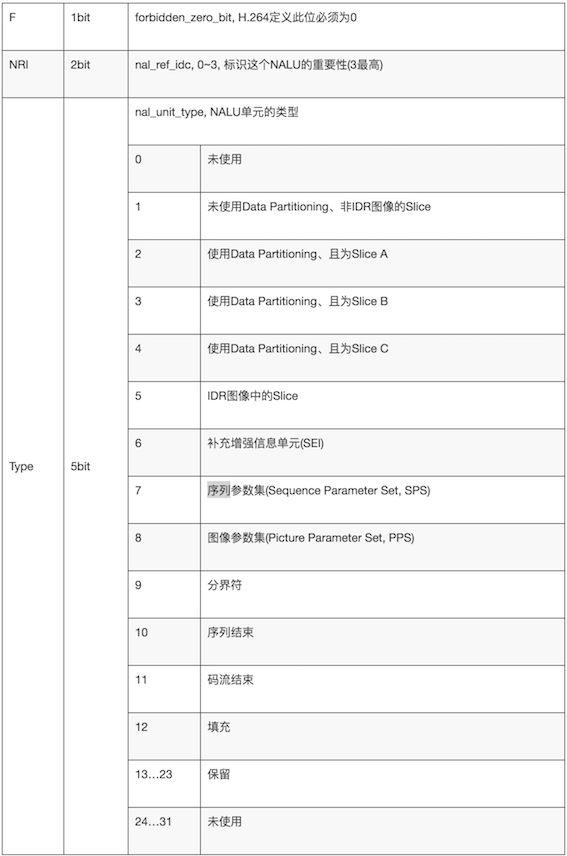 F 1bit forbidden_zero_bit, H.264定义此位必须为0
NRI 2bit nal_ref_idc, 0~3, 标识这个NALU的重要性(3最高)
nal_unit_type, NALU单元的类型
0 未使用
1 未使用Data Partitioning、非IDR图像的Slice
2 使用Data Partitioning、且为Slice A
3 使用Data Partitioning、且为Slice B
4 使用Data Partitioning、且为Slice C
5 IDR图像中的Slice
6 补充增强信息单元(SEI)
Type 5bit
7 序列参数集(Sequence Parameter Set, SPS)
8 图像参数集(Picture Parameter Set, PPS)
9 分界符
10 序列结束
11 码流结束
12 填充
13…23 保留
24…31 未使用